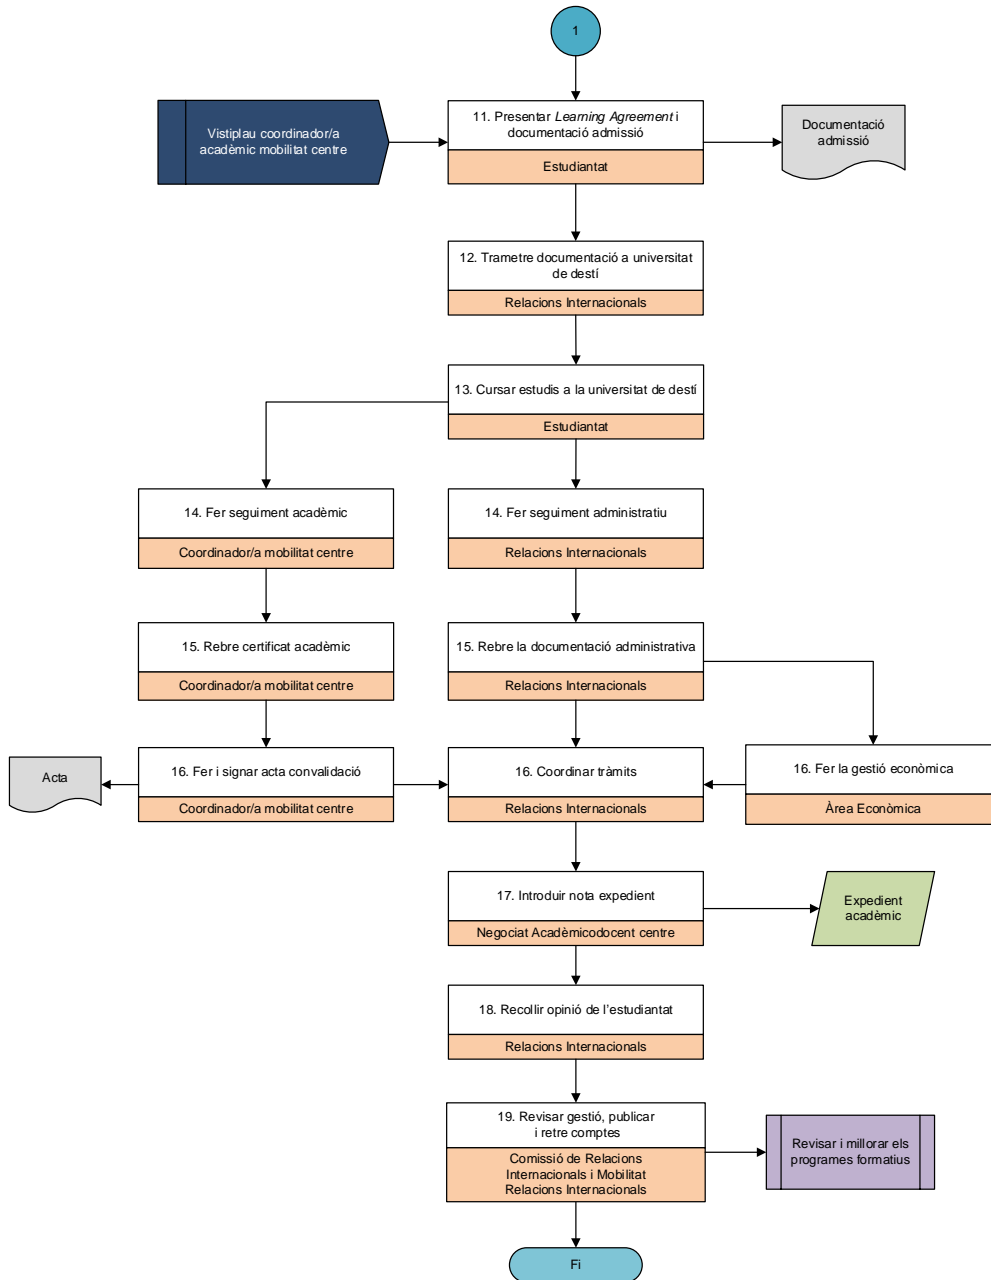 1
Vistiplau coordinador/a
acadèmic mobilitat centre
11. Presentar Learning Agreement i
documentació admissió
Estudiantat
Documentació
admissió
12. Trametre documentació a universitat
de destí
Relacions Internacionals
13. Cursar estudis a la universitat de destí
Estudiantat
14. Fer seguiment acadèmic
Coordinador/a mobilitat centre
14. Fer seguiment administratiu
Relacions Internacionals
15. Rebre certificat acadèmic
Coordinador/a mobilitat centre
15. Rebre la documentació administrativa
Relacions Internacionals
Acta
16. Fer i signar acta convalidació
Coordinador/a mobilitat centre
16. Coordinar tràmits
Relacions Internacionals
16. Fer la gestió econòmica
Àrea Econòmica
17. Introduir nota expedient
Negociat Acadèmicodocent centre
Expedient
acadèmic
18. Recollir opinió de l'estudiantat
Relacions Internacionals
19. Revisar gestió, publicar
i retre comptes
Comissió de Relacions
Internacionals i Mobilitat
Relacions Internacionals
Revisar i millorar els
programes formatius
Fi